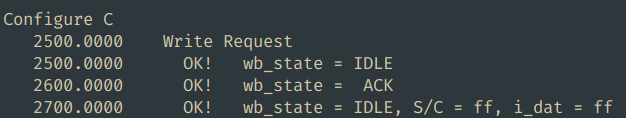 Configure C
2500.0000 Write Request
2500.0000 OK! wb_state = IDLE
2600.0000 OK! wb_state = ACK
2700.0000 OK! wb_state = IDLE, S/C = ff, i_dat = ff